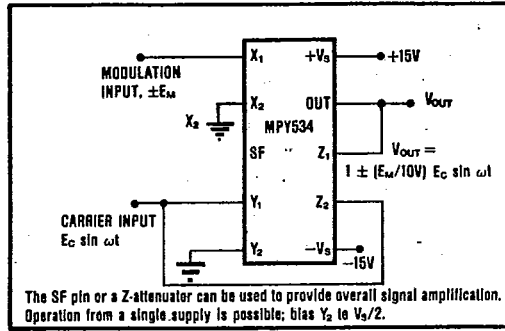 X1 +VS +15V
MODULATION
INPUT, ±EM
OUT VOUT
X2
X2 MPY534
SF Z1
VOUT =
1 ± (EM/10V) EC sin ωt
Y1 Z2
CARRIER INPUT
EC sin ωt
Y2 −VS
−15V
The SF pin or a Z-attenuator can be used to provide overall signal amplification.
Operation from a single supply is possible; bias Y2 to VS/2.